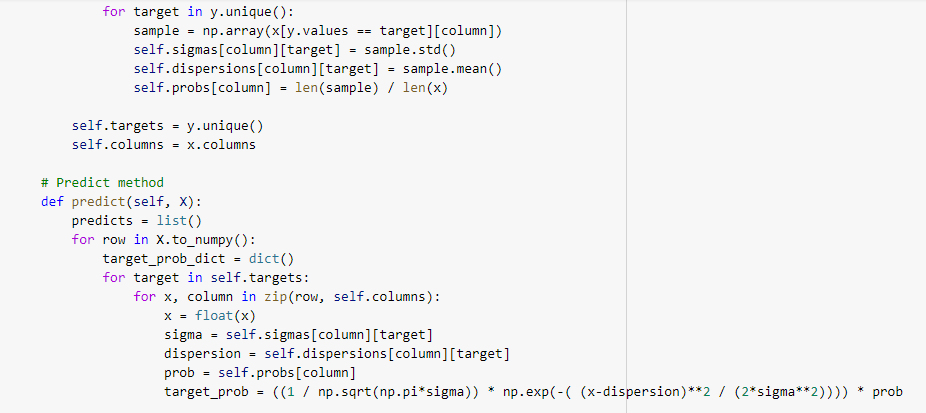 for target in y.unique():
sample = np.array(x[y.values == target][column])
self.sigmas[column][target] = sample.std()
self.dispersions[column][target] = sample.mean()
self.probs[column] = len(sample) / len(x)
self.targets = y.unique()
self.columns = x.columns
# Predict method
def predict(self, X):
predicts = list()
for row in X.to_numpy():
target_prob_dict = dict()
for target in self.targets:
for x, column in zip(row, self.columns):
x = float(x)
sigma = self.sigmas[column][target]
dispersion = self.dispersions[column][target]
prob = self.probs[column]
target_prob = ((1 / np.sqrt(np.pi*sigma)) * np.exp(-( (x-dispersion)**2 / (2*sigma**2)))) * prob